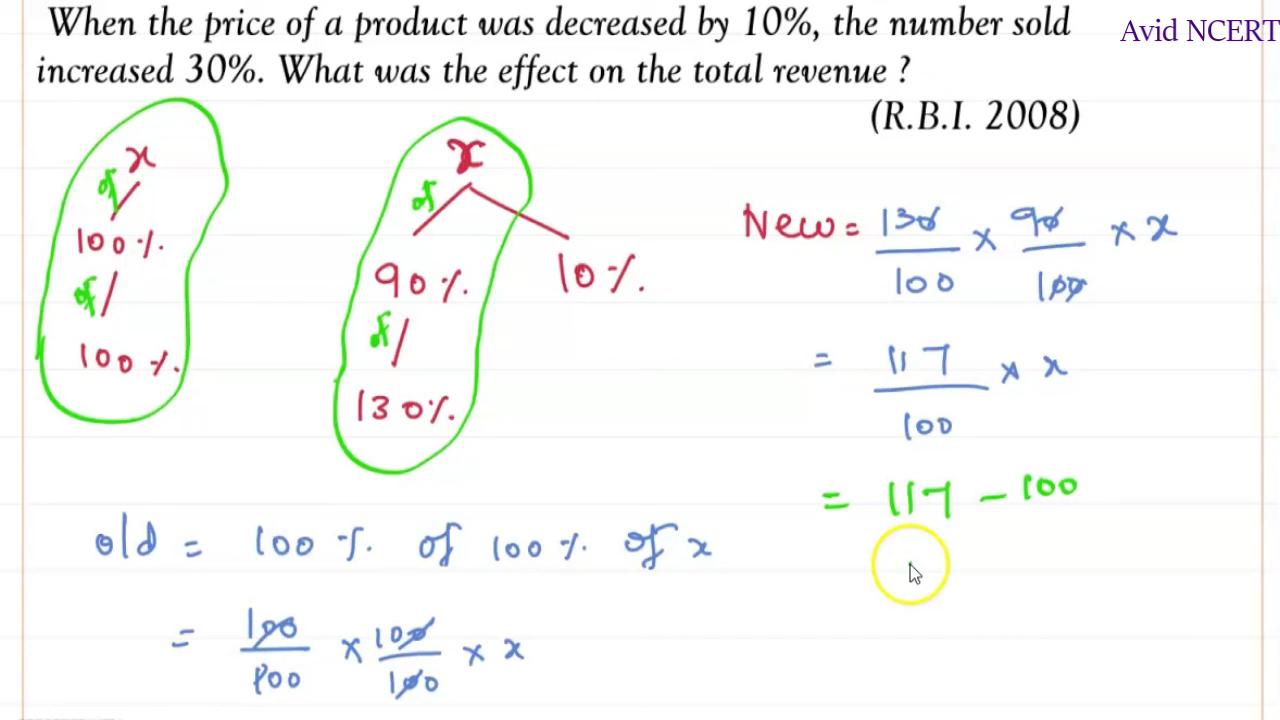 When the price of a product was decreased by 10%, the number sold
Avid NCERT
increased 30%. What was the effect on the total revenue ?
(R.B.I. 2008)
x
of
100 %.
of
100 %.
x
of
90 %.
10 %.
of
130 %.
New = 130/100 × 90/100 × x
= 117/100 × x
= 117 - 100
old = 100 %. of 100 %. of x
= 100/100 × 100/100 × x